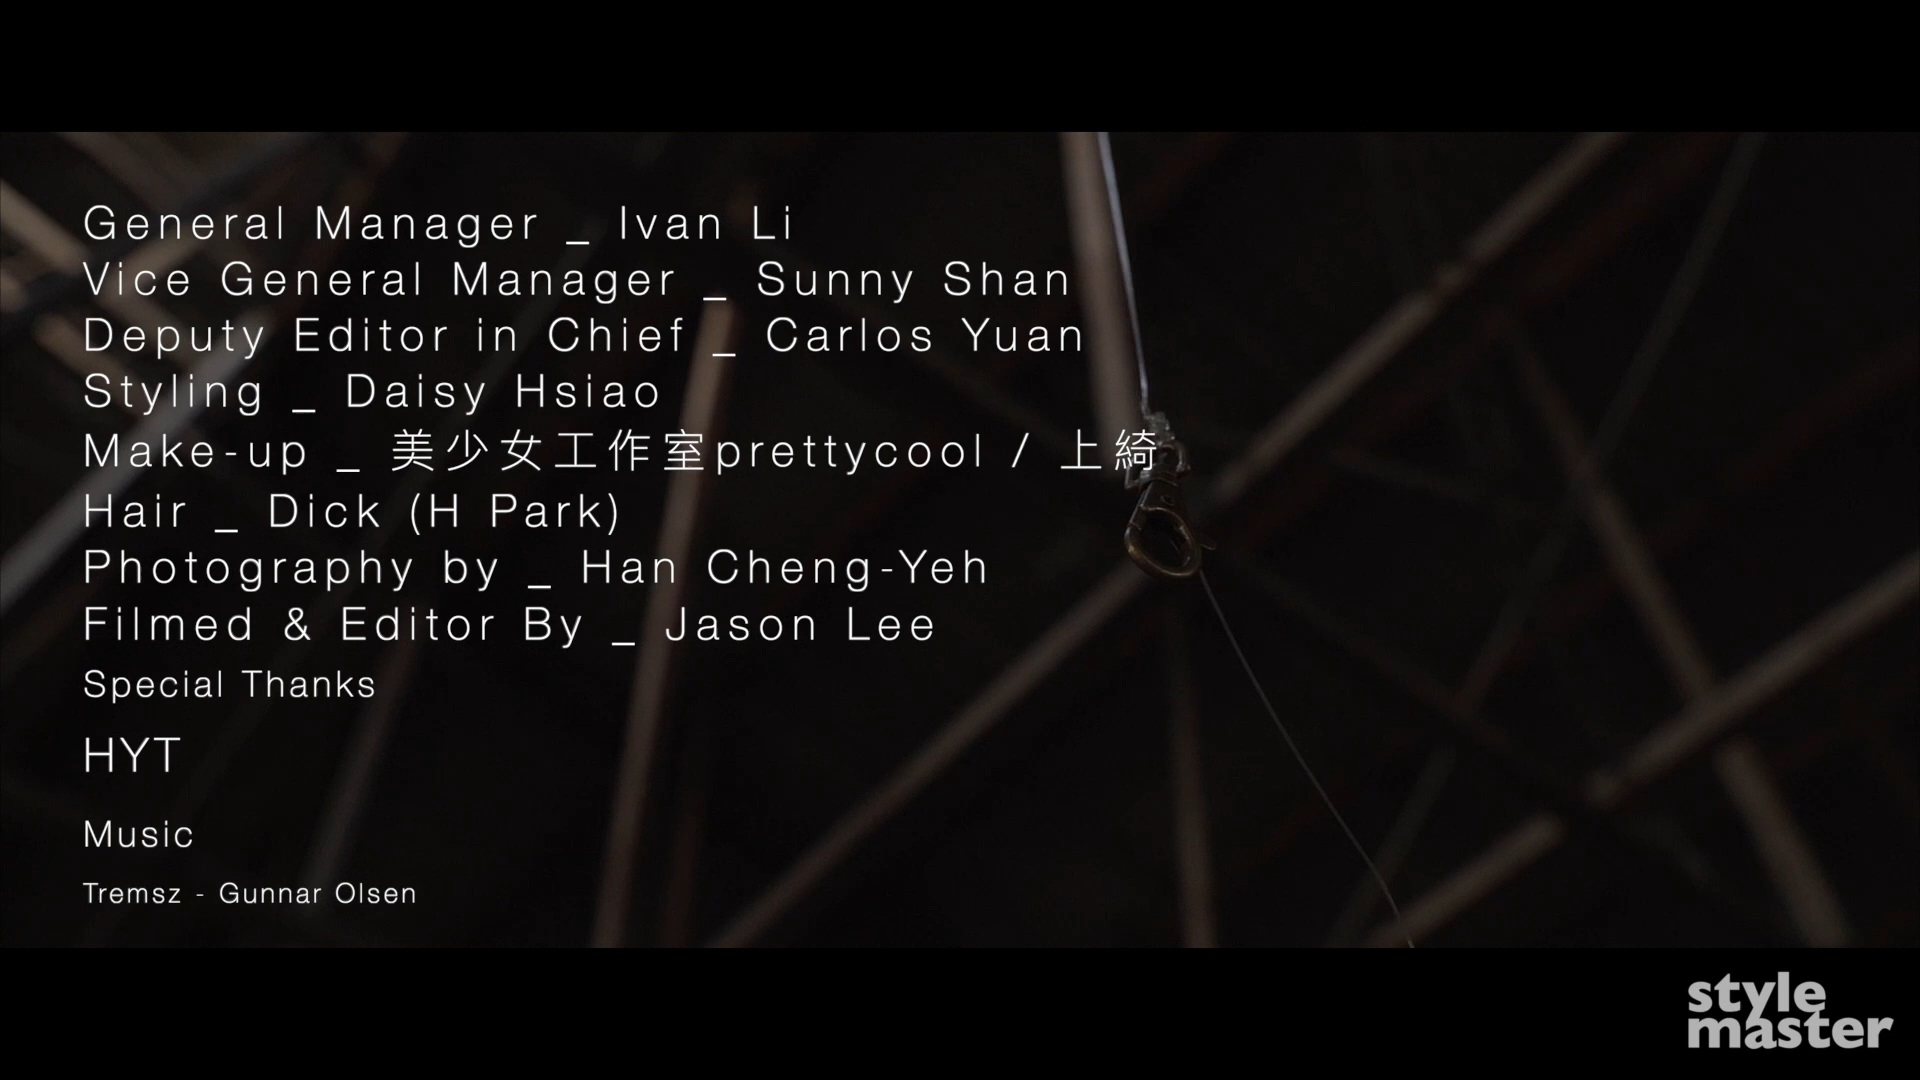 General Manager _ Ivan Li
Vice General Manager _ Sunny Shan
Deputy Editor in Chief _ Carlos Yuan
Styling _ Daisy Hsiao
Make-up _ 美少女工作室prettycool / 上綺
Hair _ Dick (H Park)
Photography by _ Han Cheng-Yeh
Filmed & Editor By _ Jason Lee
Special Thanks
HYT
Music
Tremsz - Gunnar Olsen
style
master